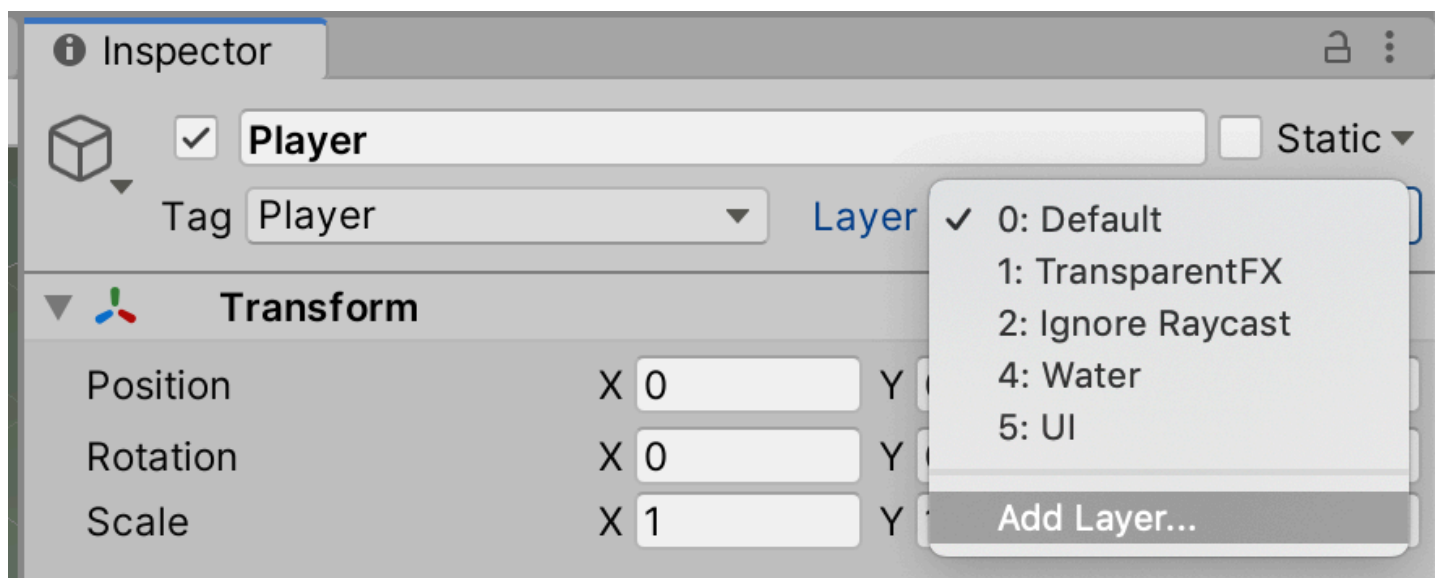 Inspector
Player
Static
Tag Player
Layer
0: Default
1: TransparentFX
2: Ignore Raycast
4: Water
5: UI
Add Layer...
Transform
Position X 0 Y
Rotation X 0 Y
Scale X 1 Y